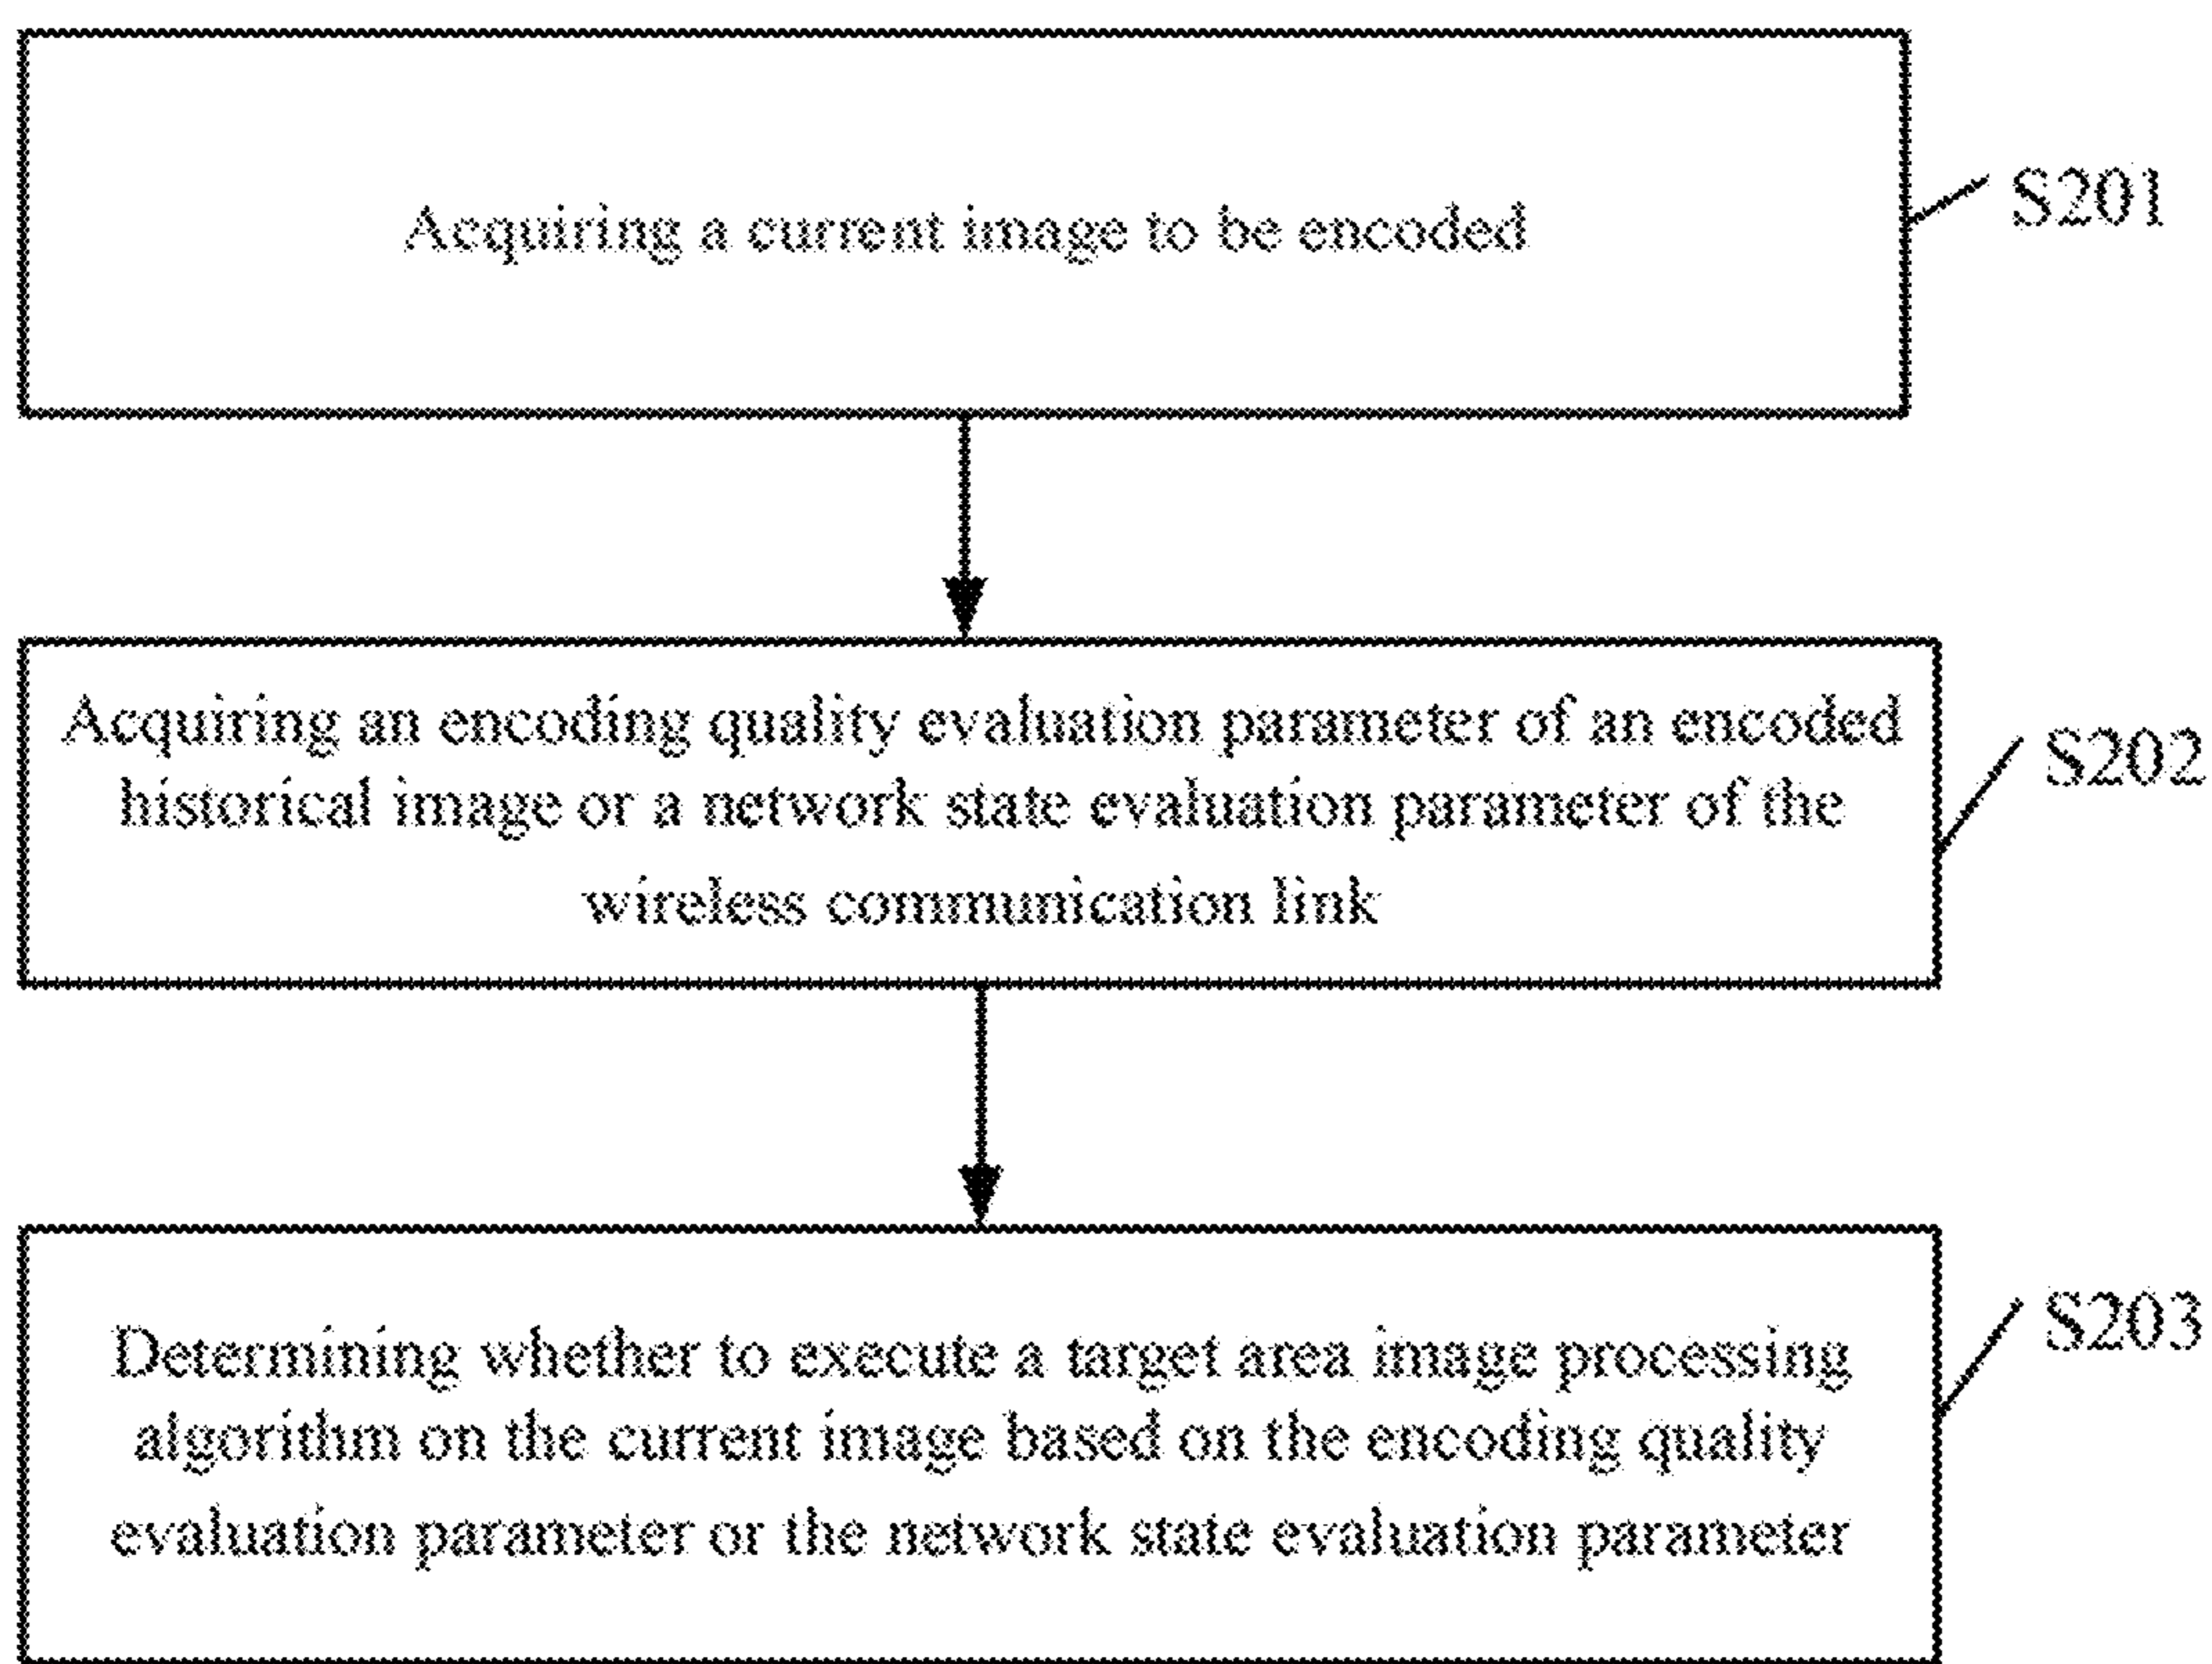 Acquiring a current image to be encoded
S201
Acquiring an encoding quality evaluation parameter of an encoded
historical image or a network state evaluation parameter of the
wireless communication link
S202
Determining whether to execute a target area image processing
algorithm on the current image based on the encoding quality
evaluation parameter or the network state evaluation parameter
S203